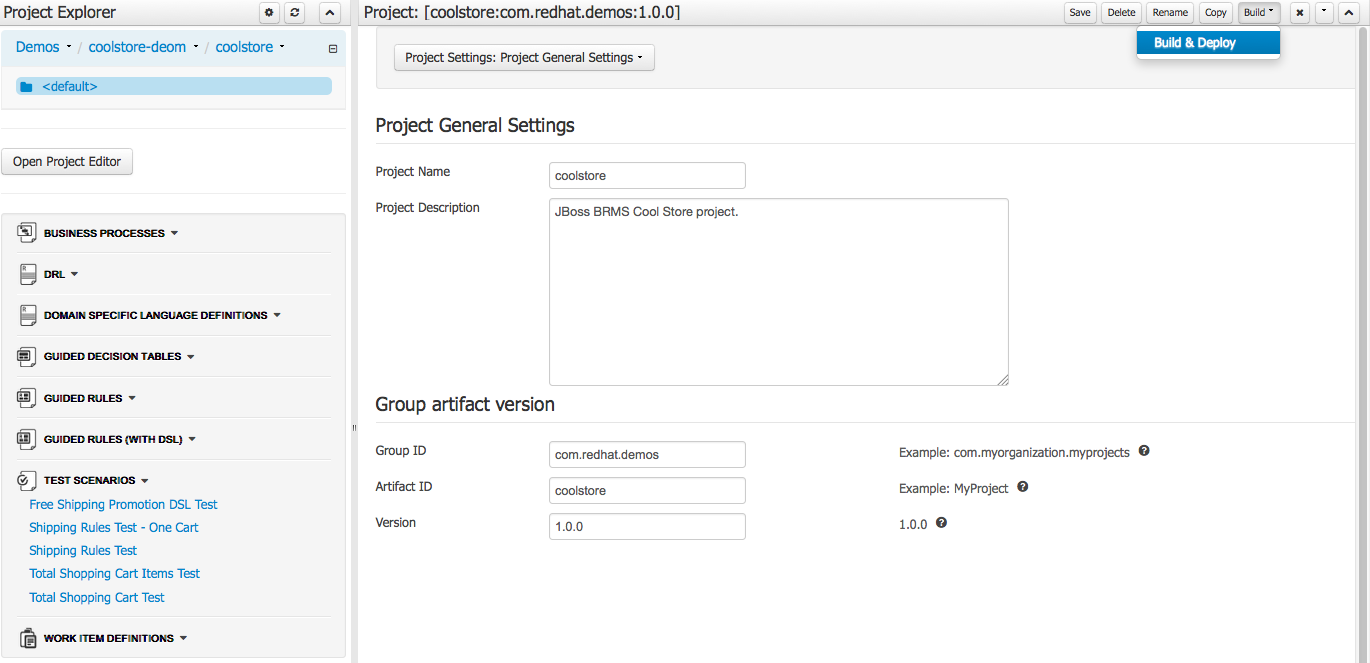 Project Explorer
Demos / coolstore-deom / coolstore
<default>
Open Project Editor
BUSINESS PROCESSES
DRL
DOMAIN SPECIFIC LANGUAGE DEFINITIONS
GUIDED DECISION TABLES
GUIDED RULES
GUIDED RULES (WITH DSL)
TEST SCENARIOS
Free Shipping Promotion DSL Test
Shipping Rules Test - One Cart
Shipping Rules Test
Total Shopping Cart Items Test
Total Shopping Cart Test
WORK ITEM DEFINITIONS
Project: [coolstore:com.redhat.demos:1.0.0]
Save Delete Rename Copy Build
Build & Deploy
Project Settings: Project General Settings
Project General Settings
Project Name coolstore
Project Description JBoss BRMS Cool Store project.
Group artifact version
Group ID com.redhat.demos Example: com.myorganization.myprojects
Artifact ID coolstore Example: MyProject
Version 1.0.0 1.0.0